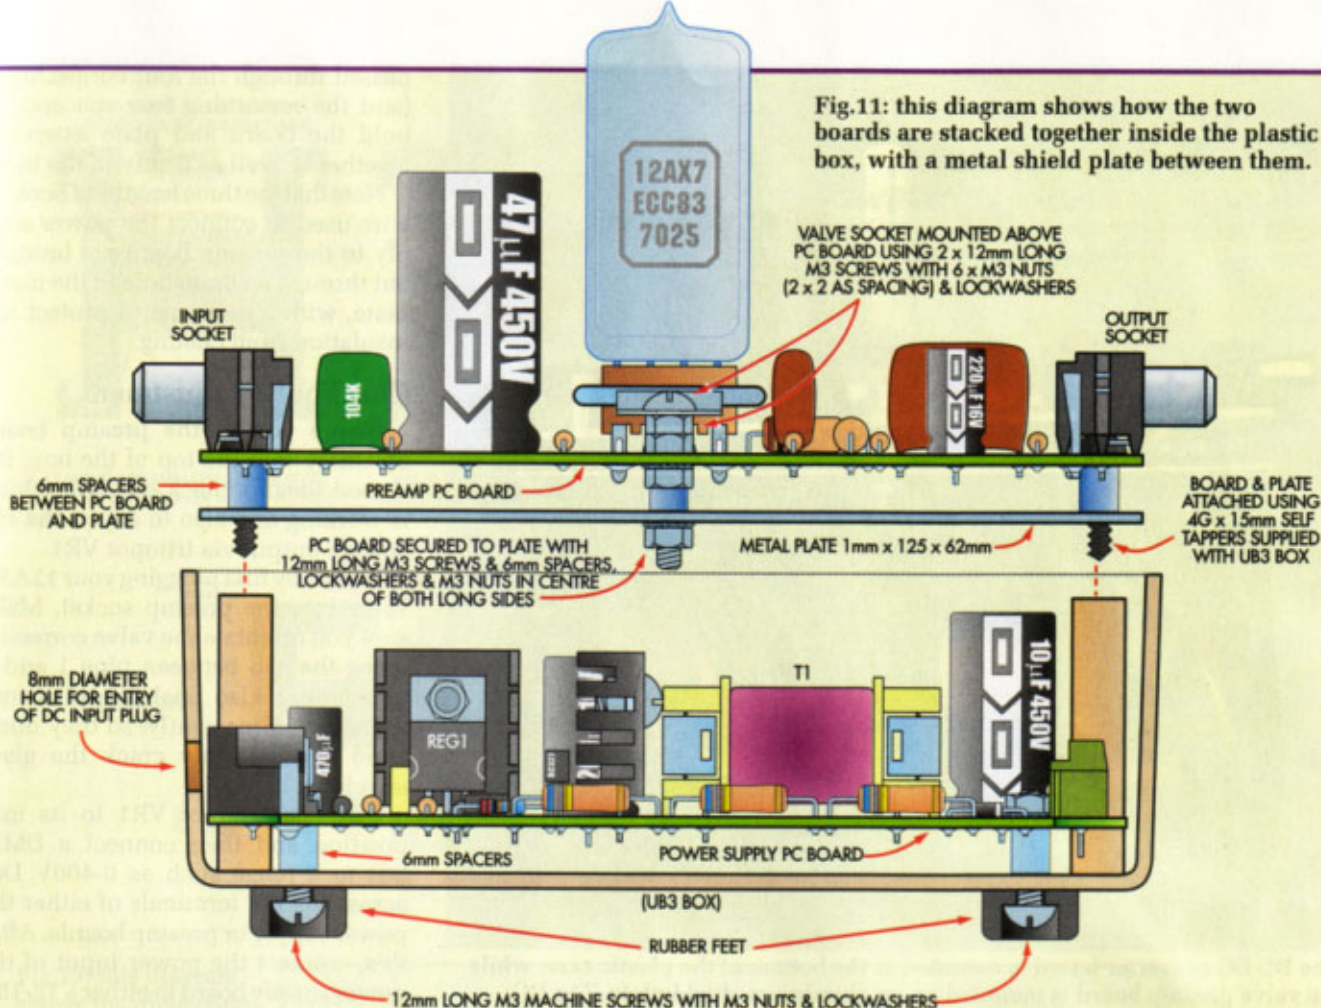 Fig.11: this diagram shows how the two
boards are stacked together inside the plastic
box, with a metal shield plate between them.
12AX7
ECC83
7025
VALVE SOCKET MOUNTED ABOVE
PC BOARD USING 2 x 12mm LONG
M3 SCREWS WITH 6 x M3 NUTS
(2 x 2 AS SPACING) & LOCKWASHERS
INPUT
SOCKET
47µF 450V
104K
220µF 16V
OUTPUT
SOCKET
6mm SPACERS
BETWEEN PC BOARD
AND PLATE
PREAMP PC BOARD
BOARD & PLATE
ATTACHED USING
4G x 15mm SELF
TAPPERS SUPPLIED
WITH UB3 BOX
PC BOARD SECURED TO PLATE WITH
12mm LONG M3 SCREWS & 6mm SPACERS,
LOCKWASHERS & M3 NUTS IN CENTRE
OF BOTH LONG SIDES
METAL PLATE 1mm x 125 x 62mm
8mm DIAMETER
HOLE FOR ENTRY
OF DC INPUT PLUG
470µF
REG1
T1
10µF 450V
6mm SPACERS
POWER SUPPLY PC BOARD
(UB3 BOX)
RUBBER FEET
12mm LONG M3 MACHINE SCREWS WITH M3 NUTS & LOCKWASHERS